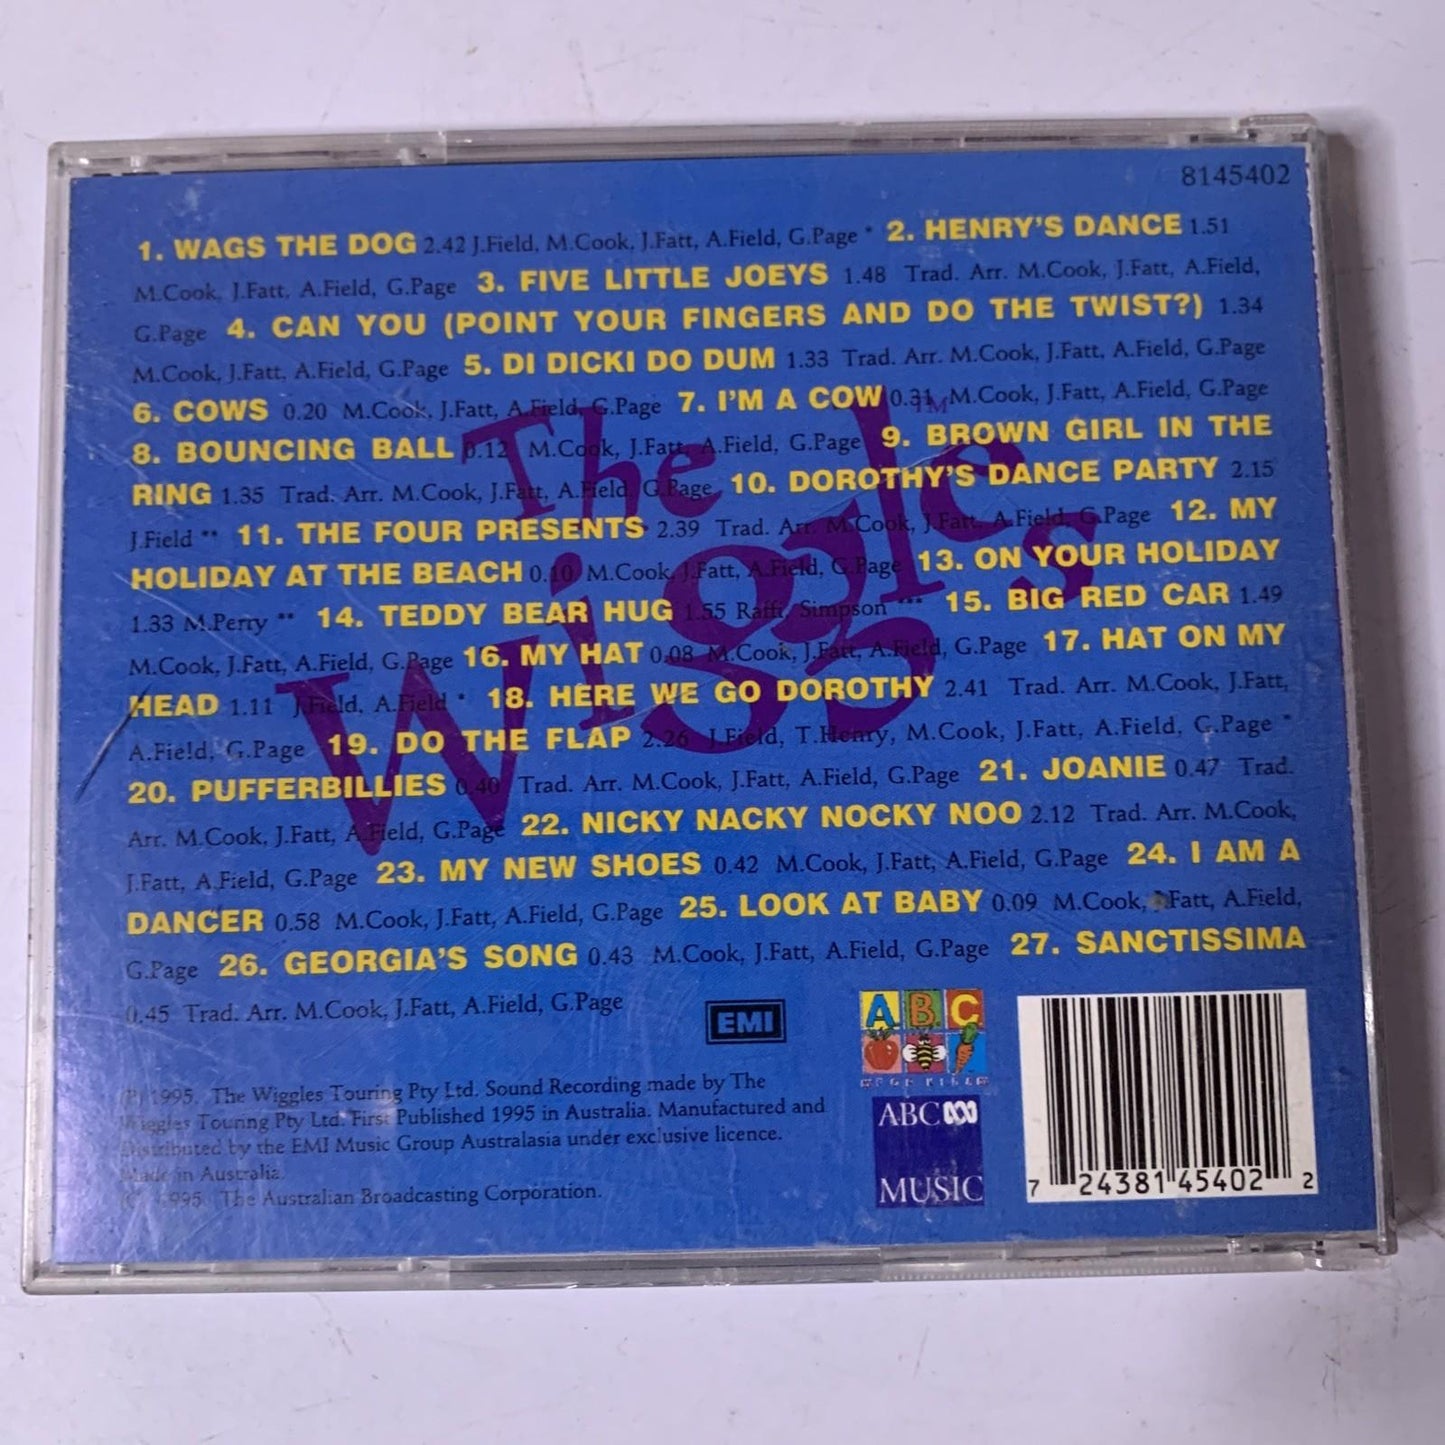 8145402
1. WAGS THE DOG 2.42 J.Field, M.Cook, J.Fatt, A.Field, G.Page * 2. HENRY'S DANCE 1.51
M.Cook, J.Fatt, A.Field, G.Page 3. FIVE LITTLE JOEYS 1.48 Trad. Arr. M.Cook, J.Fatt, A.Field,
G.Page 4. CAN YOU (POINT YOUR FINGERS AND DO THE TWIST?) 1.34
M.Cook, J.Fatt, A.Field, G.Page 5. DI DICKI DO DUM 1.33 Trad. Arr. M.Cook, J.Fatt, A.Field, G.Page
6. COWS 0.20 M.Cook, J.Fatt, A.Field, G.Page 7. I'M A COW 0.31 M.Cook, J.Fatt, A.Field, G.Page
8. BOUNCING BALL 0.12 M.Cook, J.Fatt, A.Field, G.Page 9. BROWN GIRL IN THE
RING 1.35 Trad. Arr. M.Cook, J.Fatt, A.Field, G.Page 10. DOROTHY'S DANCE PARTY 2.15
J.Field ** 11. THE FOUR PRESENTS 2.39 Trad. Arr. M.Cook, J.Fatt, A.Field, G.Page 12. MY
HOLIDAY AT THE BEACH 0.10 M.Cook, J.Fatt, A.Field, G.Page 13. ON YOUR HOLIDAY
1.33 M.Perry ** 14. TEDDY BEAR HUG 1.55 Raffi, Simpson *** 15. BIG RED CAR 1.49
M.Cook, J.Fatt, A.Field, G.Page 16. MY HAT 0.08 M.Cook, J.Fatt, A.Field, G.Page 17. HAT ON MY
HEAD 1.11 J.Field, A.Field * 18. HERE WE GO DOROTHY 2.41 Trad. Arr. M.Cook, J.Fatt,
A.Field, G.Page 19. DO THE FLAP 2.26 J.Field, T.Henry, M.Cook, J.Fatt, A.Field, G.Page *
20. PUFFERBILLIES 0.40 Trad. Arr. M.Cook, J.Fatt, A.Field, G.Page 21. JOANIE 0.47 Trad.
Arr. M.Cook, J.Fatt, A.Field, G.Page 22. NICKY NACKY NOCKY NOO 2.12 Trad. Arr. M.Cook,
J.Fatt, A.Field, G.Page 23. MY NEW SHOES 0.42 M.Cook, J.Fatt, A.Field, G.Page 24. I AM A
DANCER 0.58 M.Cook, J.Fatt, A.Field, G.Page 25. LOOK AT BABY 0.09 M.Cook, J.Fatt, A.Field,
G.Page 26. GEORGIA'S SONG 0.43 M.Cook, J.Fatt, A.Field, G.Page 27. SANCTISSIMA
0.45 Trad. Arr. M.Cook, J.Fatt, A.Field, G.Page
The
Wiggles
TM
EMI
ABC
FOR KIDS
ABC
MUSIC
(P) 1995. The Wiggles Touring Pty Ltd. Sound Recording made by The
Wiggles Touring Pty Ltd. First Published 1995 in Australia. Manufactured and
Distributed by the EMI Music Group Australasia under exclusive licence.
Made in Australia.
(C) 1995. The Australian Broadcasting Corporation.
7 24381 45402 2